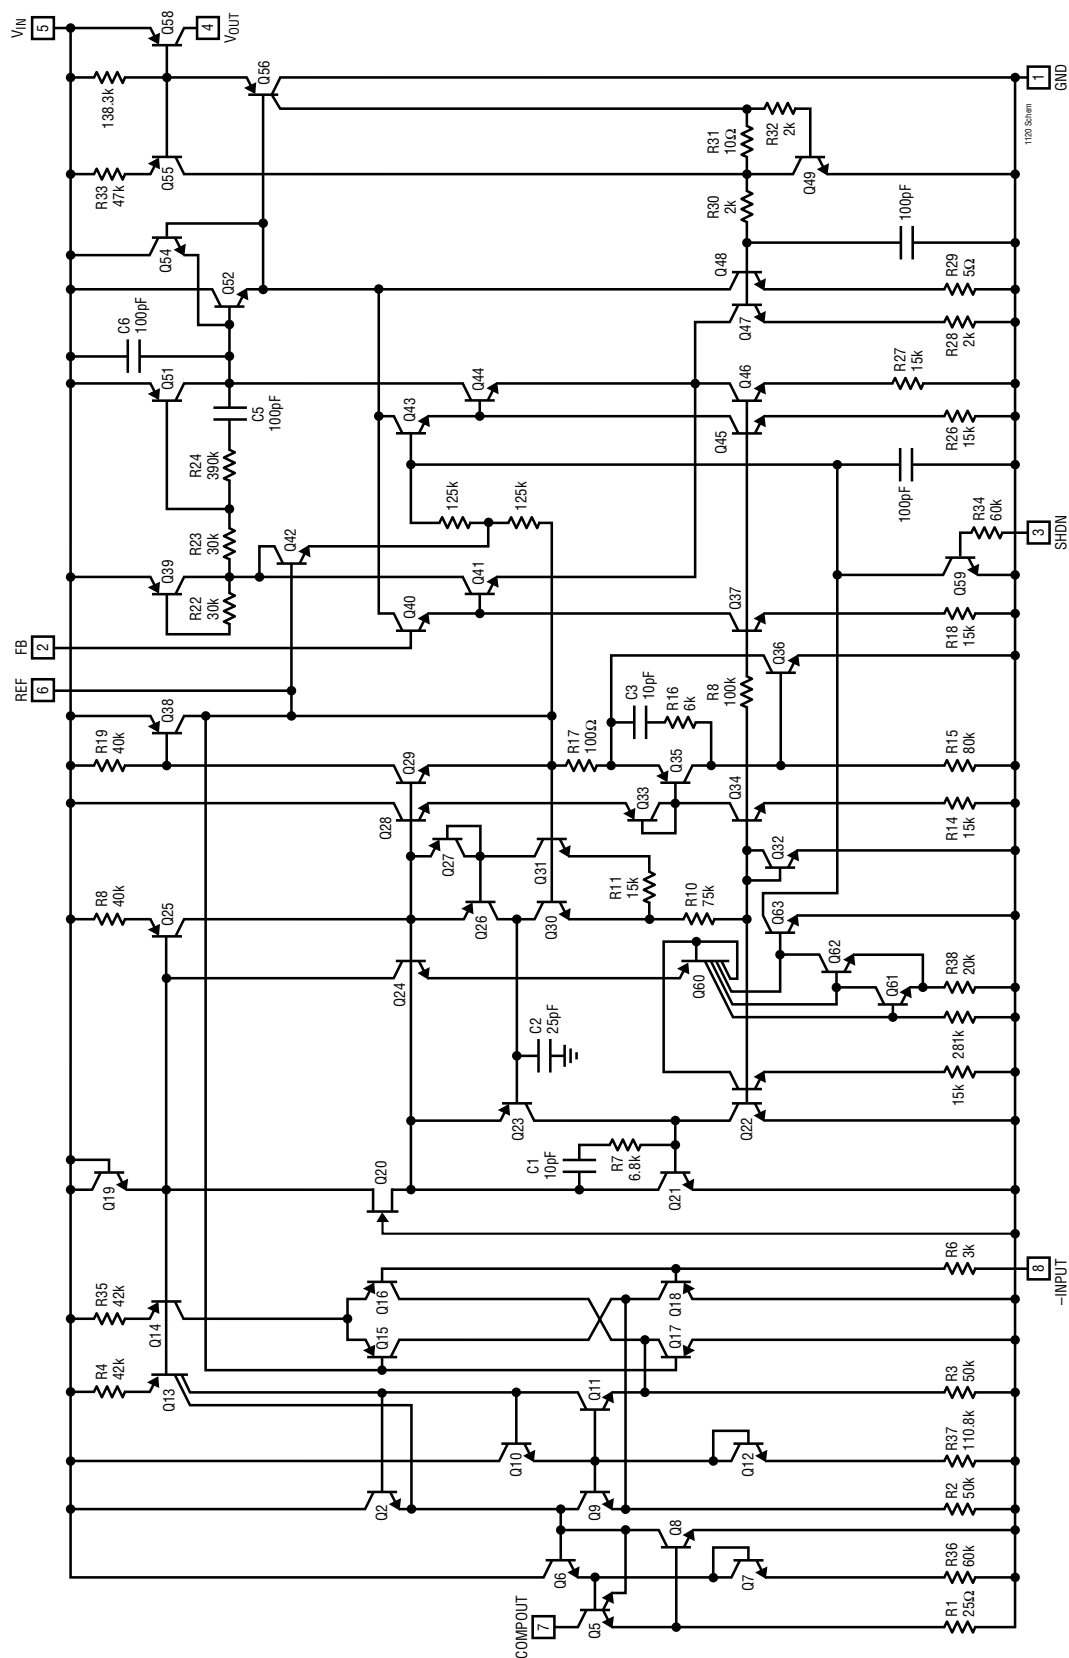 VIN
5
Q58
4
VOUT
138.3k
Q56
1
GND
1120 Schem
R33
47k
Q55
R31
10Ω
R32
2k
Q49
R30
2k
Q54
Q52
Q48
100pF
R29
5Ω
C6
100pF
Q47
R28
2k
Q51
Q44
Q46
R27
15k
C5
100pF
Q43
Q45
R26
15k
R24
390k
125k
125k
100pF
R34
60k
3
SHDN
R23
30k
Q42
Q39
Q41
Q59
R22
30k
Q40
Q37
R18
15k
FB
2
REF
6
Q36
C3
10pF
R16
6k
R8
100k
Q38
R19
40k
R17
100Ω
Q29
Q35
R15
80k
Q28
Q33
Q34
R14
15k
Q27
Q31
Q32
R11
15k
R8
40k
Q25
Q26
Q30
R10
75k
Q63
Q24
Q60
Q62
Q61
R38
20k
C2
25pF
281k
15k
Q23
Q22
C1
10pF
R7
6.8k
Q19
Q20
Q21
R6
3k
8
–INPUT
R35
42k
Q14
Q16
Q18
Q15
Q17
R4
42k
Q13
Q11
R3
50k
Q10
Q12
R37
110.8k
Q2
Q9
R2
50k
Q8
Q6
Q7
R36
60k
COMPOUT
7
Q5
R1
25Ω